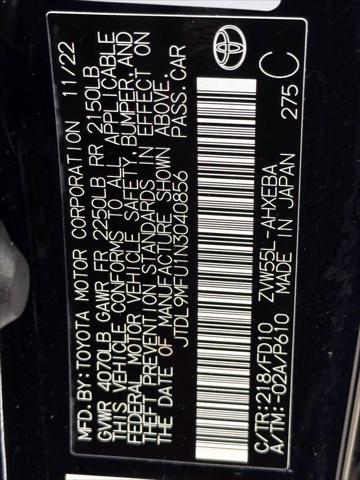 MFD. BY: TOYOTA MOTOR CORPORATION 11/22
GVWR 4070LB GAWR FR 2250LB RR 2150LB
THIS VEHICLE CONFORMS TO ALL APPLICABLE
FEDERAL MOTOR VEHICLE SAFETY, BUMPER, AND
THEFT PREVENTION STANDARDS IN EFFECT ON
THE DATE OF MANUFACTURE SHOWN ABOVE.
JTDL9MFU1N3040856 PASS. CAR
C/TR: 218/FD10 ZVW55L-AHXEBA
A/TM: -02A/P610 MADE IN JAPAN 275 C